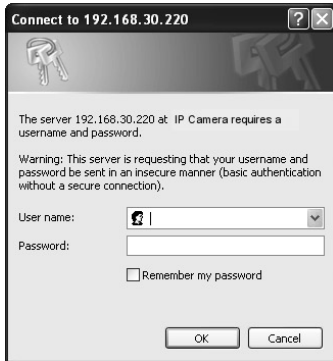 Connect to 192.168.30.220
The server 192.168.30.220 at IP Camera requires a
username and password.
Warning: This server is requesting that your username and
password be sent in an insecure manner (basic authentication
without a secure connection).
User name:
Password:
Remember my password
OK Cancel